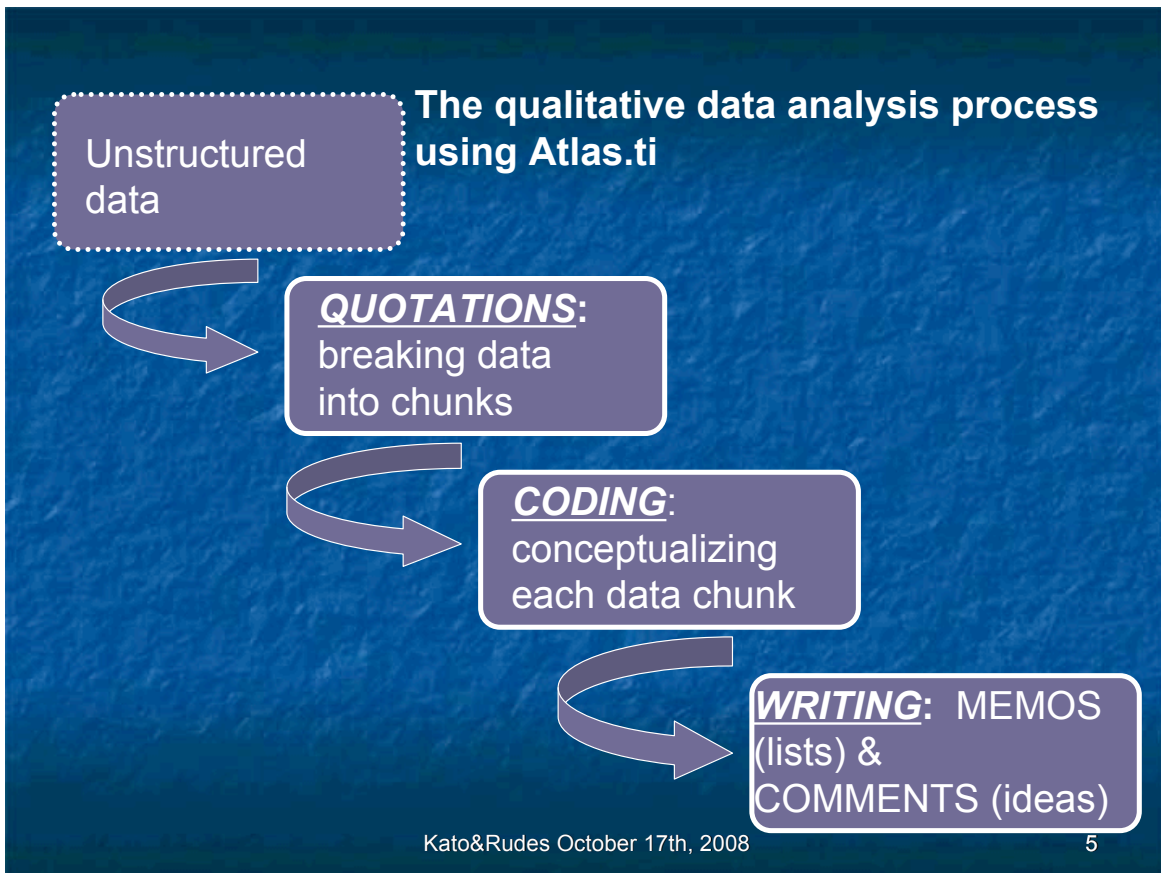 The qualitative data analysis process
using Atlas.ti
Unstructured
data
QUOTATIONS:
breaking data
into chunks
CODING:
conceptualizing
each data chunk
WRITING: MEMOS
(lists) &
COMMENTS (ideas)
Kato&Rudes October 17th, 2008
5